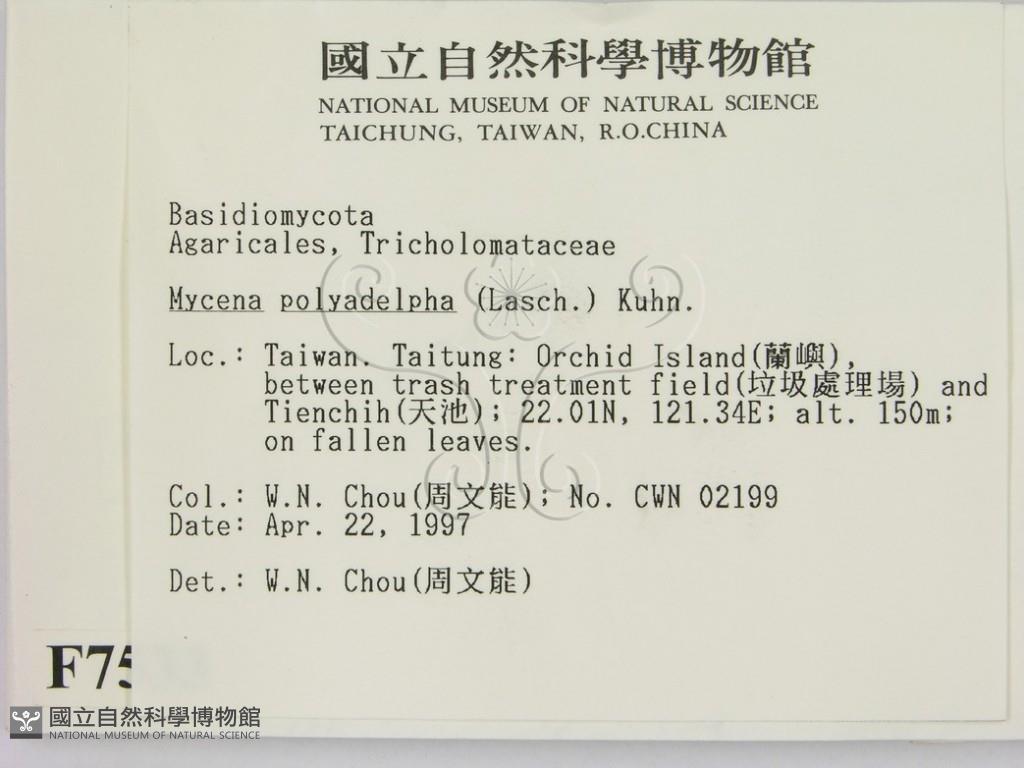 國立自然科學博物館
NATIONAL MUSEUM OF NATURAL SCIENCE
TAICHUNG, TAIWAN, R.O.CHINA
Basidiomycota
Agaricales, Tricholomataceae
Mycena polyadelpha (Lasch.) Kuhn.
Loc.: Taiwan. Taitung: Orchid Island(蘭嶼),
between trash treatment field(垃圾處理場) and
Tienchih(天池); 22.01N, 121.34E; alt. 150m;
on fallen leaves.
Col.: W.N. Chou(周文能); No. CWN 02199
Date: Apr. 22, 1997
Det.: W.N. Chou(周文能)
國立自然科學博物館
NATIONAL MUSEUM OF NATURAL SCIENCE